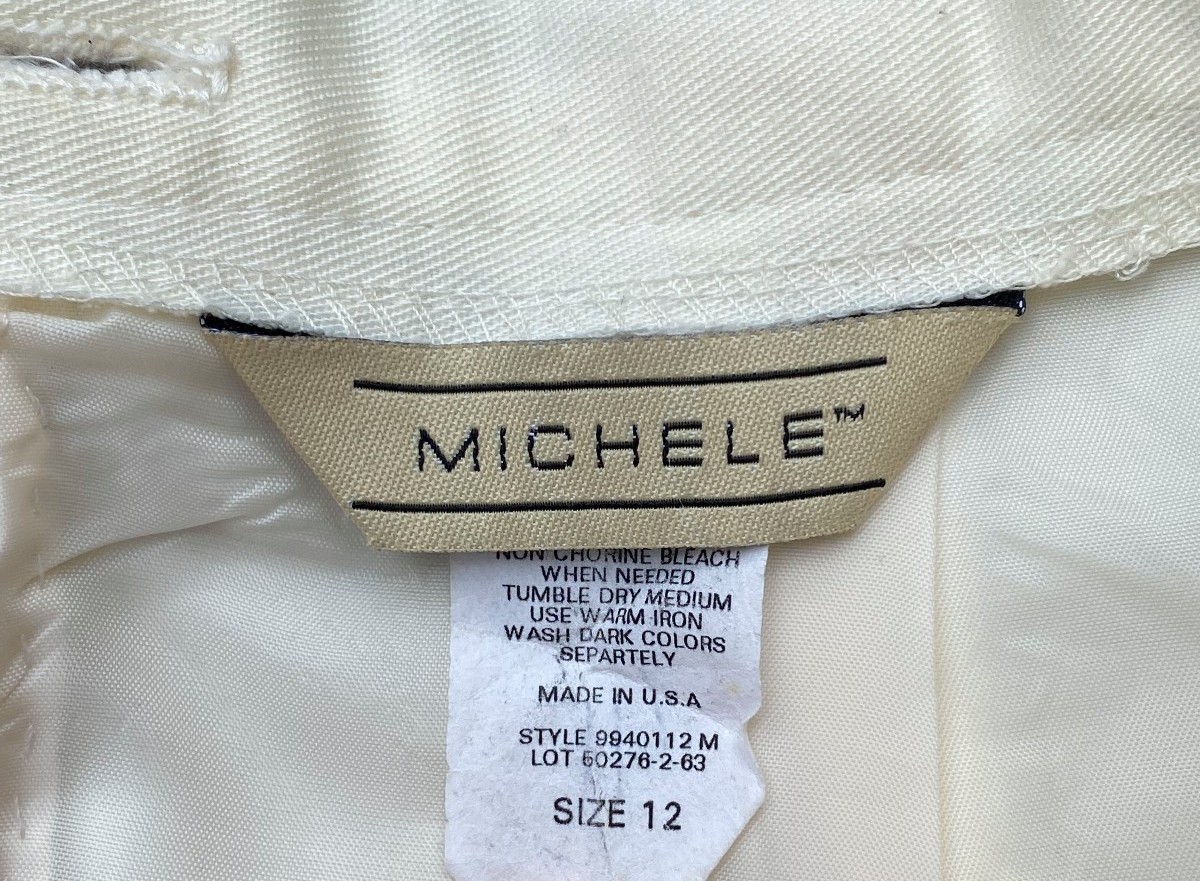 MICHELE™
NON CHORINE BLEACH
WHEN NEEDED
TUMBLE DRY MEDIUM
USE WARM IRON
WASH DARK COLORS
SEPARTELY
MADE IN U.S.A
STYLE 9940112 M
LOT 50276-2-63
SIZE 12